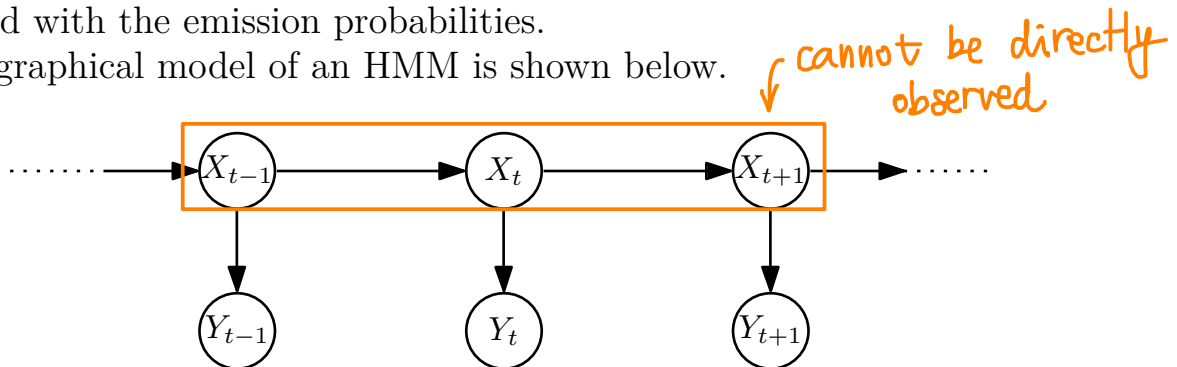 d with the emission probabilities.
graphical model of an HMM is shown below.
cannot be directly
observed
X_{t−1} X_t X_{t+1}
Y_{t−1} Y_t Y_{t+1}